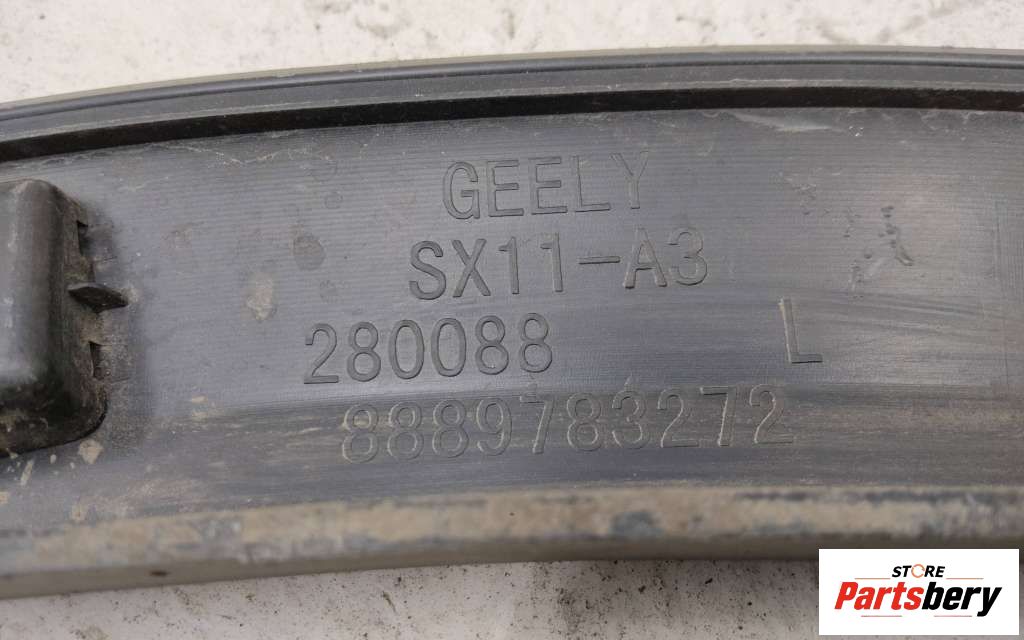 GEELY
SX11-A3
280088 L
8889783272
STORE
Partsbery